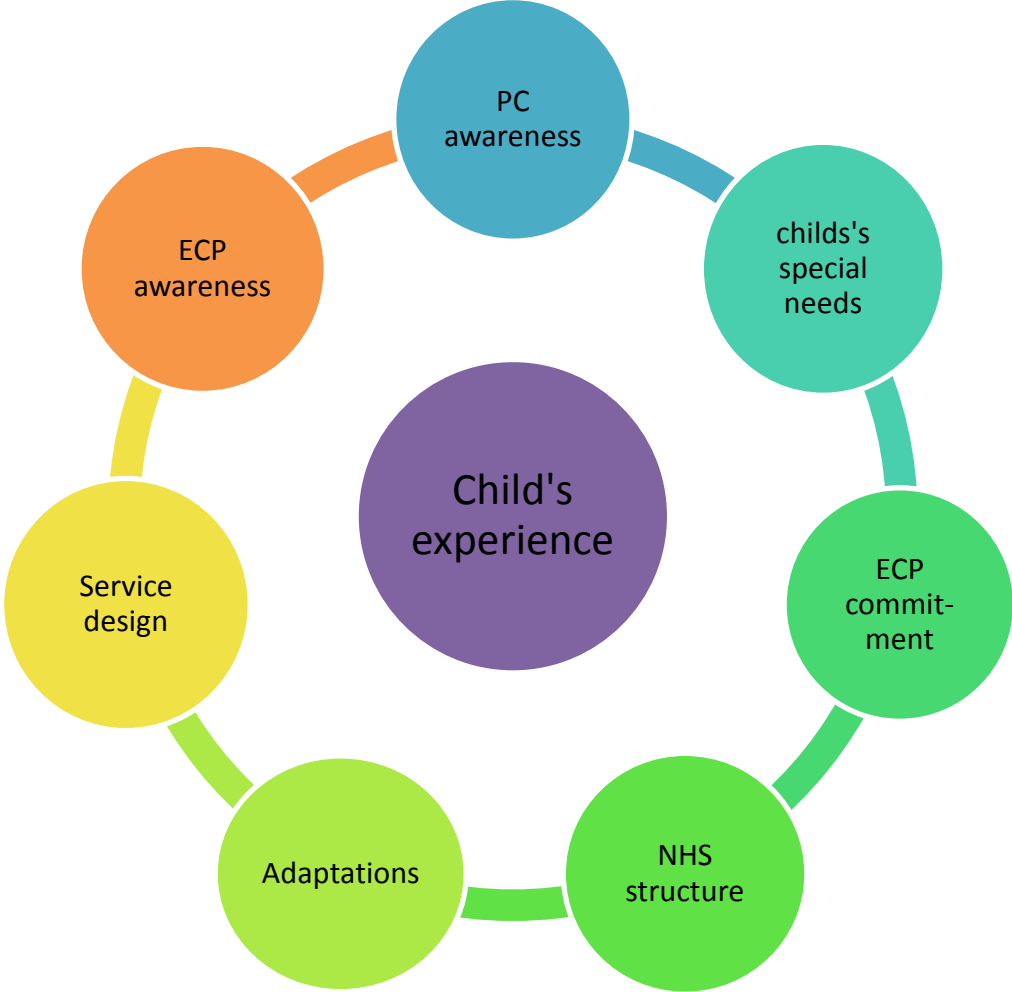 PC
awareness
childs's
special
needs
ECP
commit-
ment
NHS
structure
Adaptations
Service
design
ECP
awareness
Child's
experience